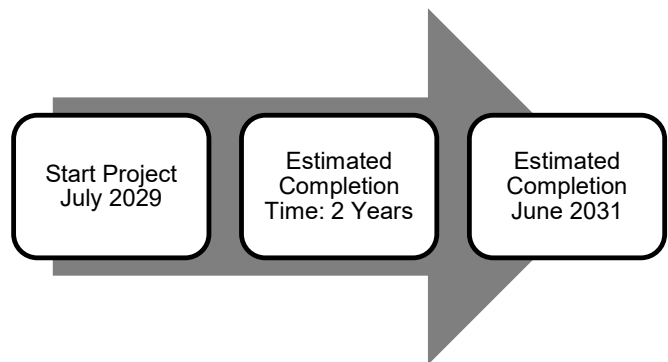 Start Project
July 2029
Estimated
Completion
Time: 2 Years
Estimated
Completion
June 2031